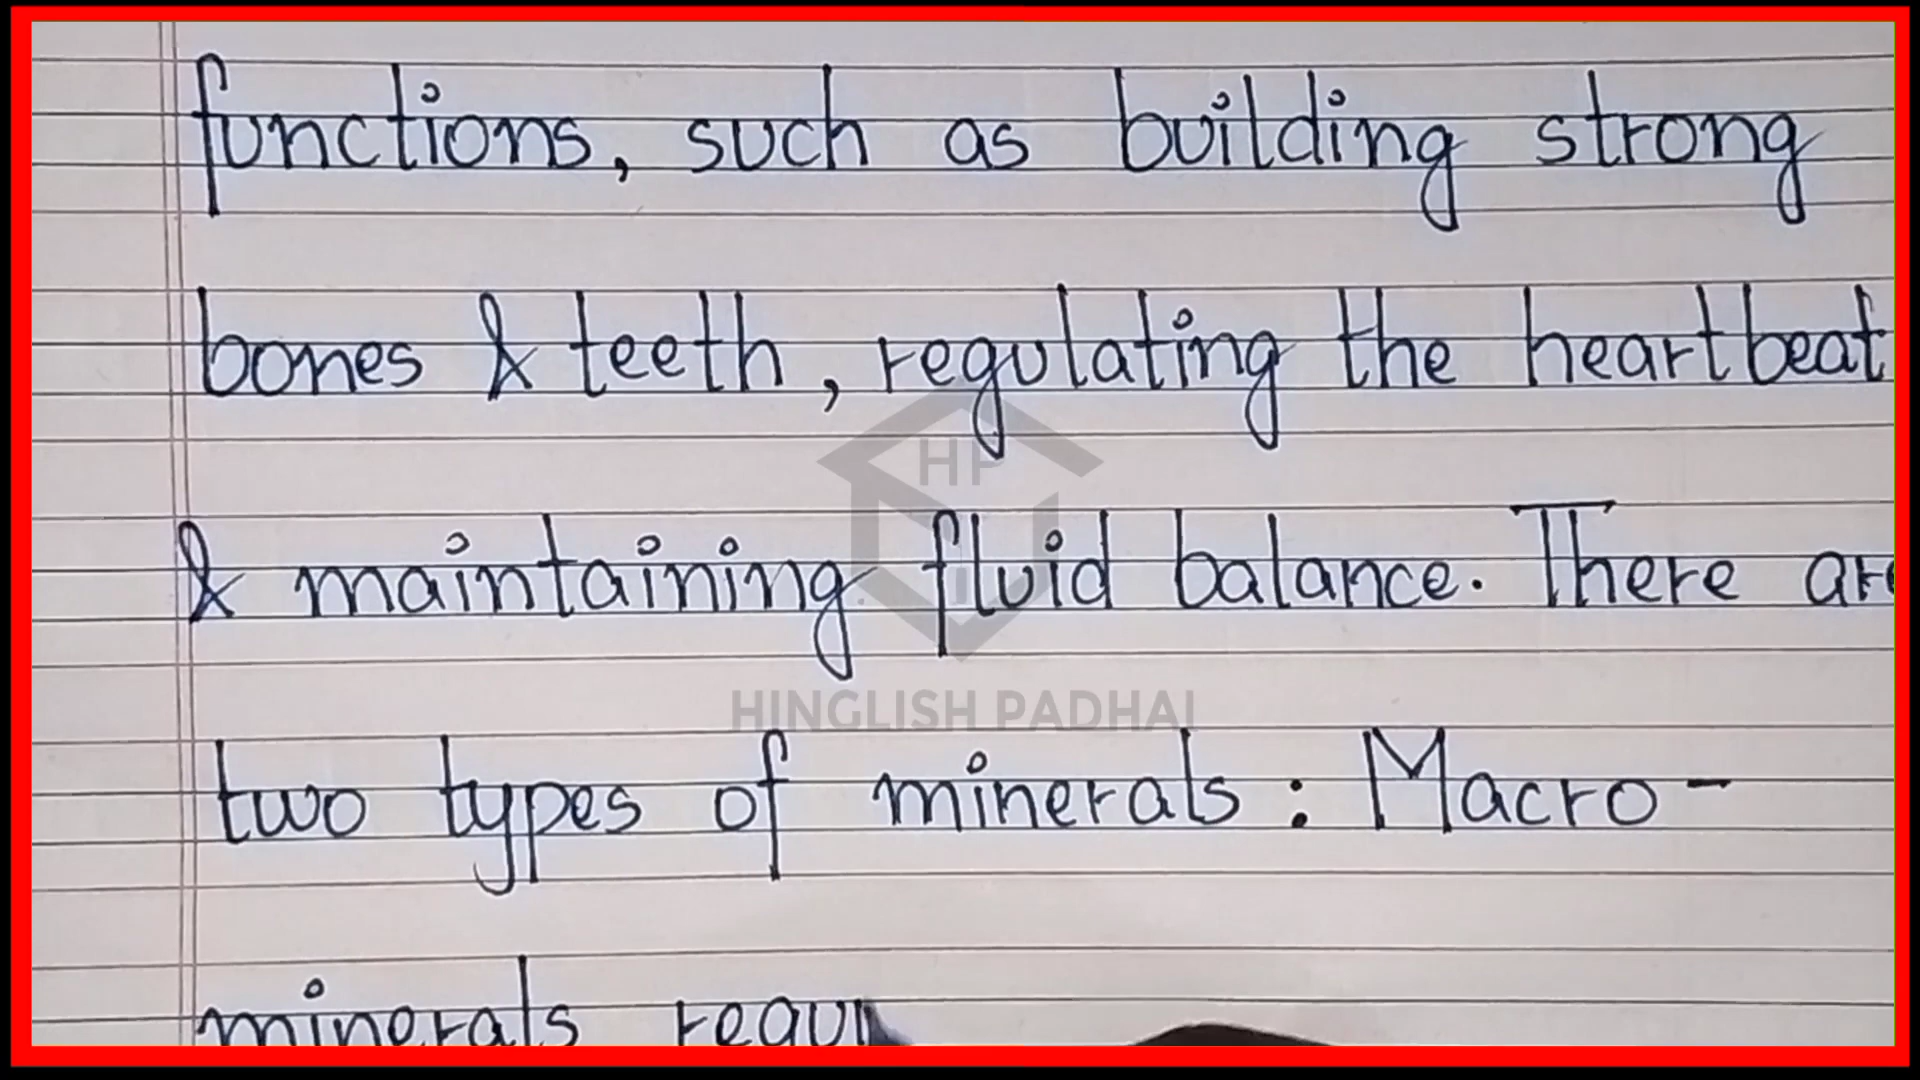 functions, such as building strong
bones & teeth, regulating the heartbeat
& maintaining fluid balance. There are
two types of minerals : Macro-
minerals
HINGLISH PADHAI